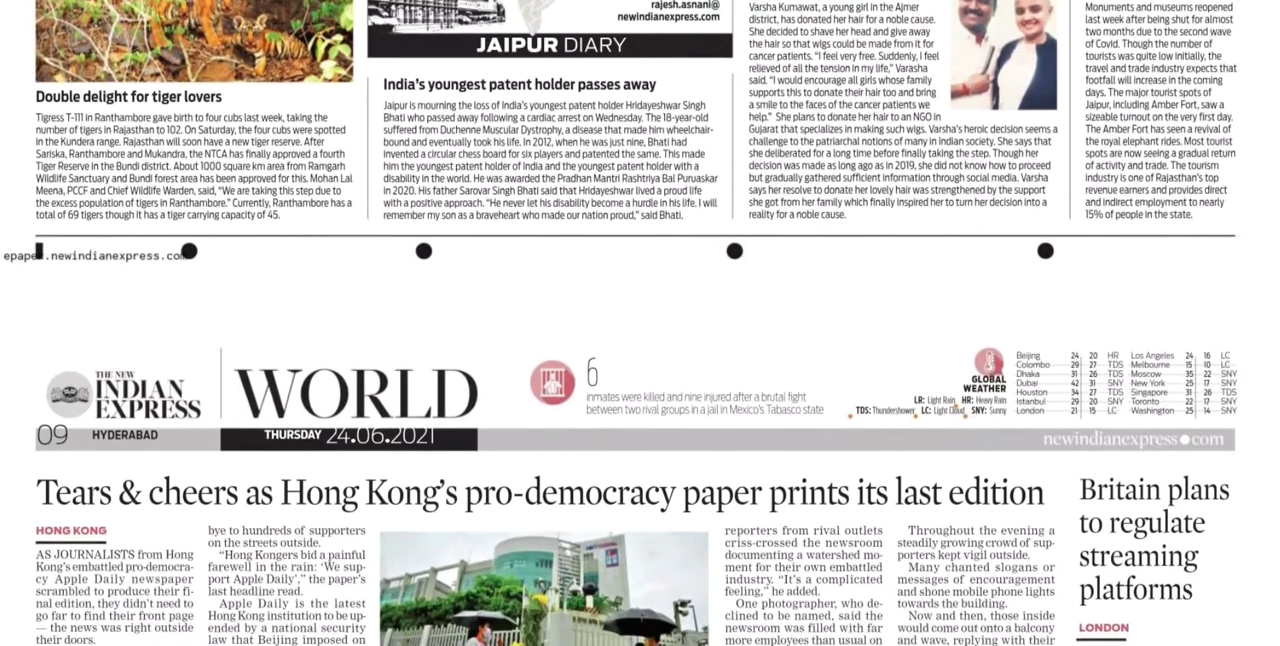 rajesh.asnani@
newindianexpress.com
JAIPUR DIARY
Double delight for tiger lovers
Tigress T-111 in Ranthambore gave birth to four cubs last week, taking the
number of tigers in Rajasthan to 102. On Saturday, the four cubs were spotted
in the Kundera range. Rajasthan will soon have a new tiger reserve. After
Sariska, Ranthambore and Mukandra, the NTCA has finally approved a fourth
Tiger Reserve in the Bundi district. About 1000 square km area from Ramgarh
Wildlife Sanctuary and Bundi forest area has been approved for this. Mohan Lal
Meena, PCCF and Chief Wildlife Warden, said, “We are taking this step due to
the excess population of tigers in Ranthambore.” Currently, Ranthambore has a
total of 69 tigers though it has a tiger carrying capacity of 45.
India’s youngest patent holder passes away
Jaipur is mourning the loss of India’s youngest patent holder Hridayeshwar Singh
Bhati who passed away following a cardiac arrest on Wednesday. The 18-year-old
suffered from Duchenne Muscular Dystrophy, a disease that made him wheelchair-
bound and eventually took his life. In 2012, when he was just nine, Bhati had
invented a circular chess board for six players and patented the same. This made
him the youngest patent holder of India and the youngest patent holder with a
disability in the world. He was awarded the Pradhan Mantri Rashtriya Bal Puruaskar
in 2020. His father Sarovar Singh Bhati said that Hridayeshwar lived a proud life
with a positive approach. “He never let his disability become a hurdle in his life. I will
remember my son as a braveheart who made our nation proud,” said Bhati.
Varsha Kumawat, a young girl in the Ajmer
district, has donated her hair for a noble cause.
She decided to shave her head and give away
the hair so that wigs could be made from it for
cancer patients. “I feel very free. Suddenly, I feel
relieved of all the tension in my life,” Varasha
said. “I would encourage all girls whose family
supports this to donate their hair too and bring
a smile to the faces of the cancer patients we
help.” She plans to donate her hair to an NGO in
Gujarat that specializes in making such wigs. Varsha’s heroic decision seems a
challenge to the patriarchal notions of many in Indian society. She says that
she deliberated for a long time before finally taking the step. Though her
decision was made as long ago as in 2019, she did not know how to proceed
but gradually gathered sufficient information through social media. Varsha
says her resolve to donate her lovely hair was strengthened by the support
she got from her family which finally inspired her to turn her decision into a
reality for a noble cause.
Monuments and museums reopened
last week after being shut for almost
two months due to the second wave
of Covid. Though the number of
tourists was quite low initially, the
travel and trade industry expects that
footfall will increase in the coming
days. The major tourist spots of
Jaipur, including Amber Fort, saw a
sizeable turnout on the very first day.
The Amber Fort has seen a revival of
the royal elephant rides. Most tourist
spots are now seeing a gradual return
of activity and trade. The tourism
industry is one of Rajasthan’s top
revenue earners and provides direct
and indirect employment to nearly
15% of people in the state.
epaper.newindianexpress.com
THE NEW
INDIAN
EXPRESS
WORLD
6
inmates were killed and nine injured after a brutal fight
between two rival groups in a jail in Mexico’s Tabasco state
GLOBAL
WEATHER
LR: Light Rain HR: Heavy Rain
TDS: Thundershower LC: Light Cloud SNY: Sunny
Beijing 24 20 HR Los Angeles 24 16 LC
Colombo 29 27 TDS Melbourne 15 10 LC
Dhaka 31 26 TDS Moscow 35 22 SNY
Dubai 42 31 SNY New York 25 17 SNY
Houston 34 27 TDS Singapore 31 26 TDS
Istanbul 29 20 SNY Toronto 22 17 SNY
London 21 15 LC Washington 25 14 SNY
09 HYDERABAD THURSDAY 24.06.2021 newindianexpress●com
Tears & cheers as Hong Kong’s pro-democracy paper prints its last edition
HONG KONG
AS JOURNALISTS from Hong
Kong’s embattled pro-democra-
cy Apple Daily newspaper
scrambled to produce their fi-
nal edition, they didn’t need to
go far to find their front page
— the news was right outside
their doors.
bye to hundreds of supporters
on the streets outside.
“Hong Kongers bid a painful
farewell in the rain: ‘We sup-
port Apple Daily’,” the paper’s
last headline read.
Apple Daily is the latest
Hong Kong institution to be up-
ended by a national security
law that Beijing imposed on
reporters from rival outlets
criss-crossed the newsroom
documenting a watershed mo-
ment for their own embattled
industry. “It’s a complicated
feeling,” he added.
One photographer, who de-
clined to be named, said the
newsroom was filled with far
more employees than usual on
Throughout the evening a
steadily growing crowd of sup-
porters kept vigil outside.
Many chanted slogans or
messages of encouragement
and shone mobile phone lights
towards the building.
Now and then, those inside
would come out onto a balcony
and wave, replying with their
Britain plans
to regulate
streaming
platforms
LONDON